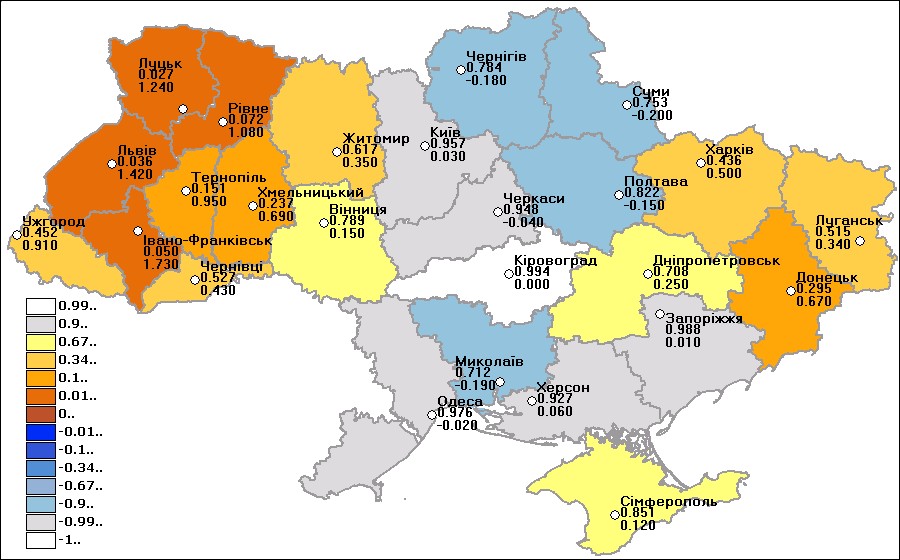 Чернігів
0.784
-0.180
Луцьк
0.027
1.240
Суми
0.753
-0.200
Рівне
0.072
1.080
Житомир
0.617
0.350
Київ
0.957
0.030
Харків
0.436
0.500
Львів
0.036
1.420
Тернопіль
0.151
0.950
Хмельницький
0.237
0.690
Полтава
0.822
-0.150
Черкаси
0.948
-0.040
Вінниця
0.789
0.150
Ужгород
0.452
0.910
Луганськ
0.515
0.340
Івано-Франківськ
0.050
1.730
Чернівці
0.527
0.430
Кіровоград
0.994
0.000
Дніпропетровськ
0.708
0.250
Донецьк
0.295
0.670
Запоріжжя
0.988
0.010
Миколаїв
0.712
-0.190
Херсон
0.927
0.060
Одеса
0.976
-0.020
Сімферополь
0.851
0.120
0.99..
0.9..
0.67..
0.34..
0.1..
0.01..
0..
-0.01..
-0.1..
-0.34..
-0.67..
-0.9..
-0.99..
-1..